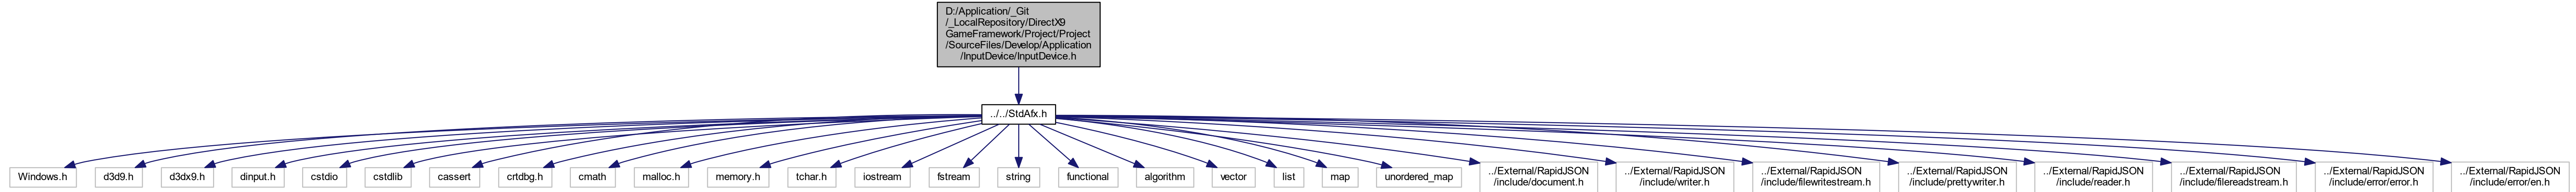 D:/Application/_Git
/_LocalRepository/DirectX9
GameFramework/Project/Project
/SourceFiles/Develop/Application
/InputDevice/InputDevice.h
../../StdAfx.h
Windows.h
d3d9.h
d3dx9.h
dinput.h
cstdio
cstdlib
cassert
crtdbg.h
cmath
malloc.h
memory.h
tchar.h
iostream
fstream
string
functional
algorithm
vector
list
map
unordered_map
../External/RapidJSON
/include/document.h
../External/RapidJSON
/include/writer.h
../External/RapidJSON
/include/filewritestream.h
../External/RapidJSON
/include/prettywriter.h
../External/RapidJSON
/include/reader.h
../External/RapidJSON
/include/filereadstream.h
../External/RapidJSON
/include/error/error.h
../External/RapidJSON
/include/error/en.h